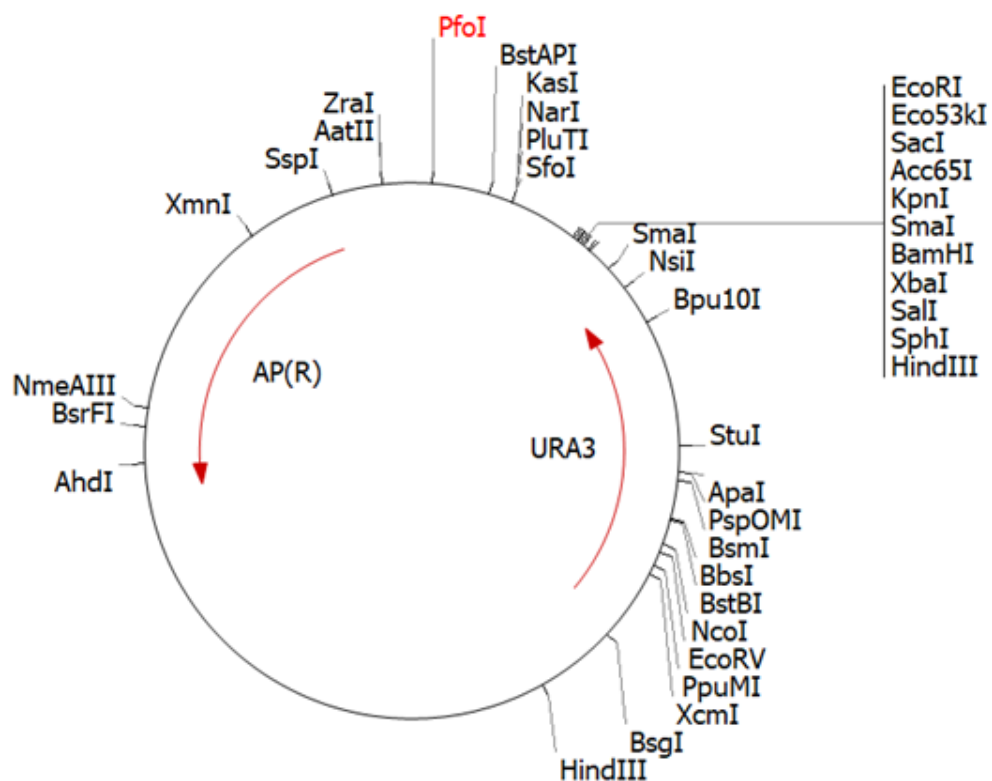 PfoI
BstAPI
KasI
NarI
PluTI
SfoI
EcoRI
Eco53kI
SacI
Acc65I
KpnI
SmaI
BamHI
XbaI
SalI
SphI
HindIII
ZraI
AatII
SspI
XmnI
SmaI
NsiI
Bpu10I
AP(R)
NmeAIII
BsrFI
AhdI
URA3
StuI
ApaI
PspOMI
BsmI
BbsI
BstBI
NcoI
EcoRV
PpuMI
XcmI
BsgI
HindIII